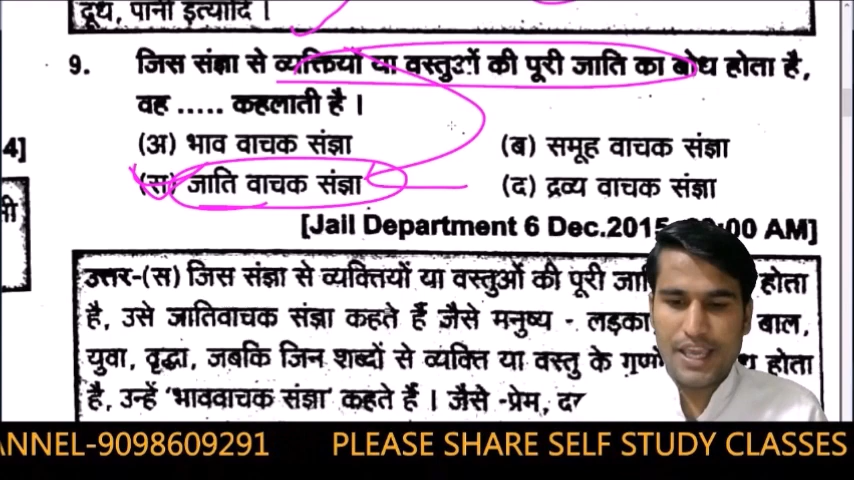 दूध, पानी इत्यादि ।
9. जिस संज्ञा से व्यक्तियों या वस्तुओं की पूरी जाति का बोध होता है,
वह ..... कहलाती है ।
(अ) भाव वाचक संज्ञा (ब) समूह वाचक संज्ञा
4]
(स) जाति वाचक संज्ञा (द) द्रव्य वाचक संज्ञा
[Jail Department 6 Dec.2015 :00 AM]
उत्तर-(स) जिस संज्ञा से व्यक्तियों या वस्तुओं की पूरी होता
है, उसे जातिवाचक संज्ञा कहते हैं जैसे मनुष्य - लड़का बाल,
युवा, वृद्धा, जबकि जिन शब्दों से व्यक्ति या वस्तु के होता
है, उन्हें 'भाववाचक संज्ञा' कहते हैं । जैसे -प्रेम,
ANNEL-9098609291 PLEASE SHARE SELF STUDY CLASSES